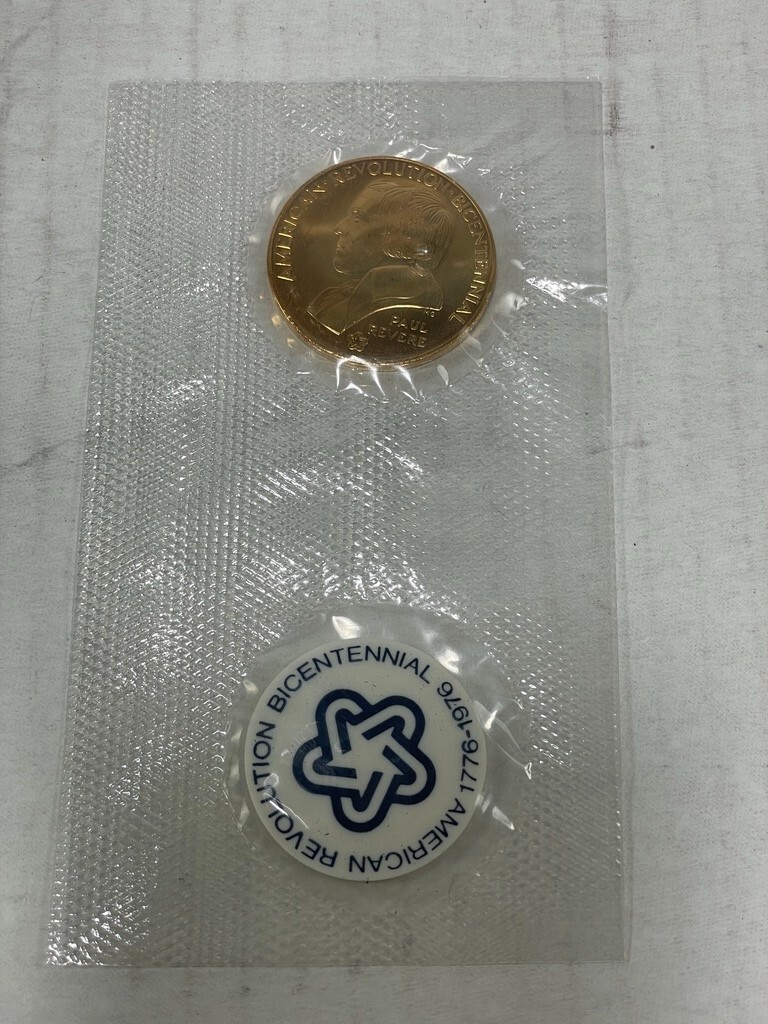 AMERICAN REVOLUTION BICENTENNIAL
PAUL
REVERE
AMERICAN REVOLUTION BICENTENNIAL 1776-1976